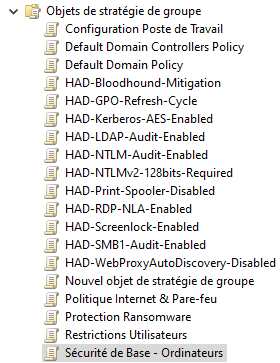 Objets de stratégie de groupe
Configuration Poste de Travail
Default Domain Controllers Policy
Default Domain Policy
HAD-Bloodhound-Mitigation
HAD-GPO-Refresh-Cycle
HAD-Kerberos-AES-Enabled
HAD-LDAP-Audit-Enabled
HAD-NTLM-Audit-Enabled
HAD-NTLMv2-128bits-Required
HAD-Print-Spooler-Disabled
HAD-RDP-NLA-Enabled
HAD-Screenlock-Enabled
HAD-SMB1-Audit-Enabled
HAD-WebProxyAutoDiscovery-Disabled
Nouvel objet de stratégie de groupe
Politique Internet & Pare-feu
Protection Ransomware
Restrictions Utilisateurs
Sécurité de Base - Ordinateurs